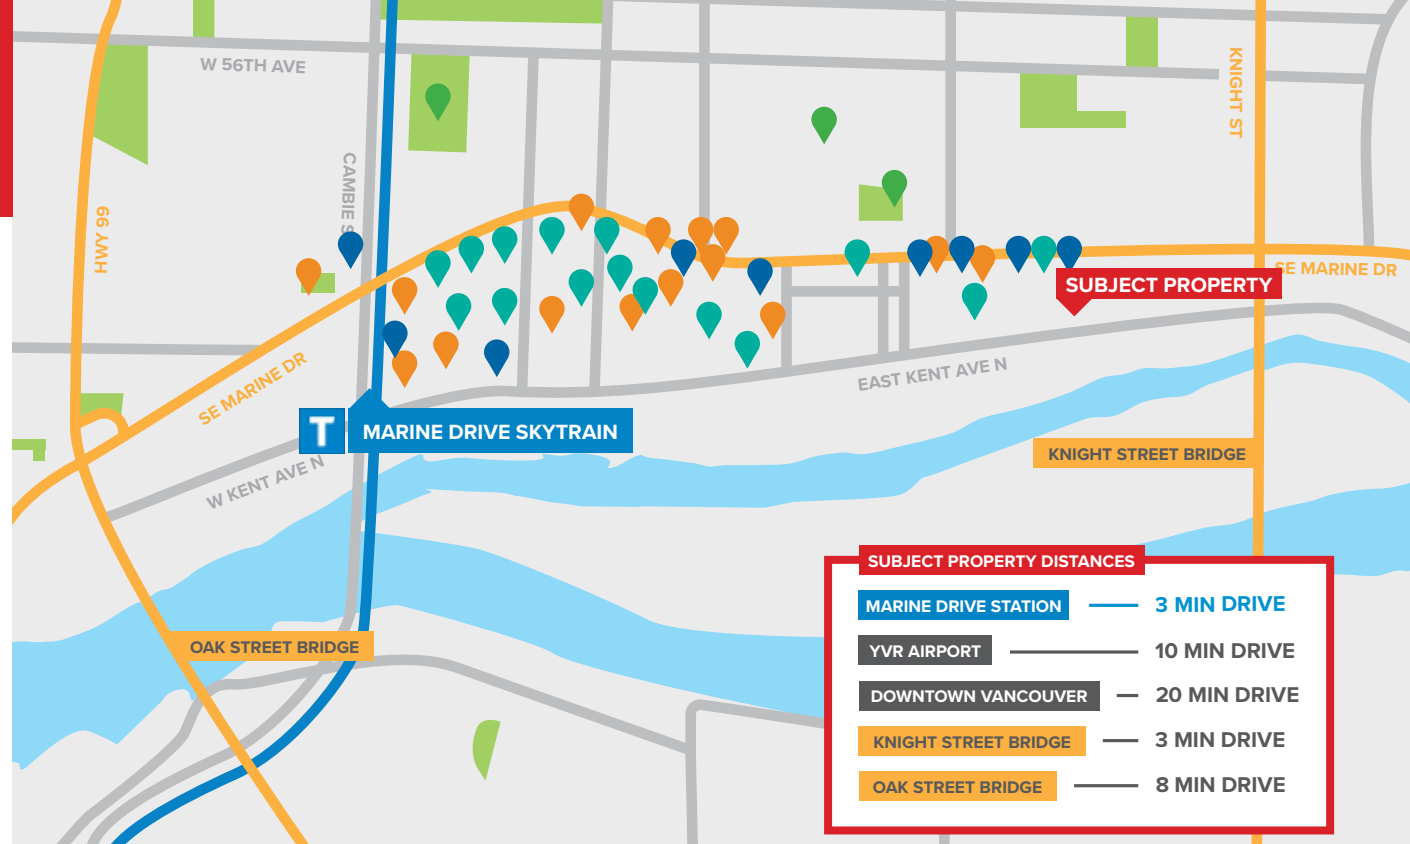 W 56TH AVE
KNIGHT ST
CAMBIE S
HWY 99
SE MARINE DR
SUBJECT PROPERTY
EAST KENT AVE N
SE MARINE DR
T
MARINE DRIVE SKYTRAIN
W KENT AVE N
KNIGHT STREET BRIDGE
OAK STREET BRIDGE
SUBJECT PROPERTY DISTANCES
MARINE DRIVE STATION 3 MIN DRIVE
YVR AIRPORT 10 MIN DRIVE
DOWNTOWN VANCOUVER 20 MIN DRIVE
KNIGHT STREET BRIDGE 3 MIN DRIVE
OAK STREET BRIDGE 8 MIN DRIVE